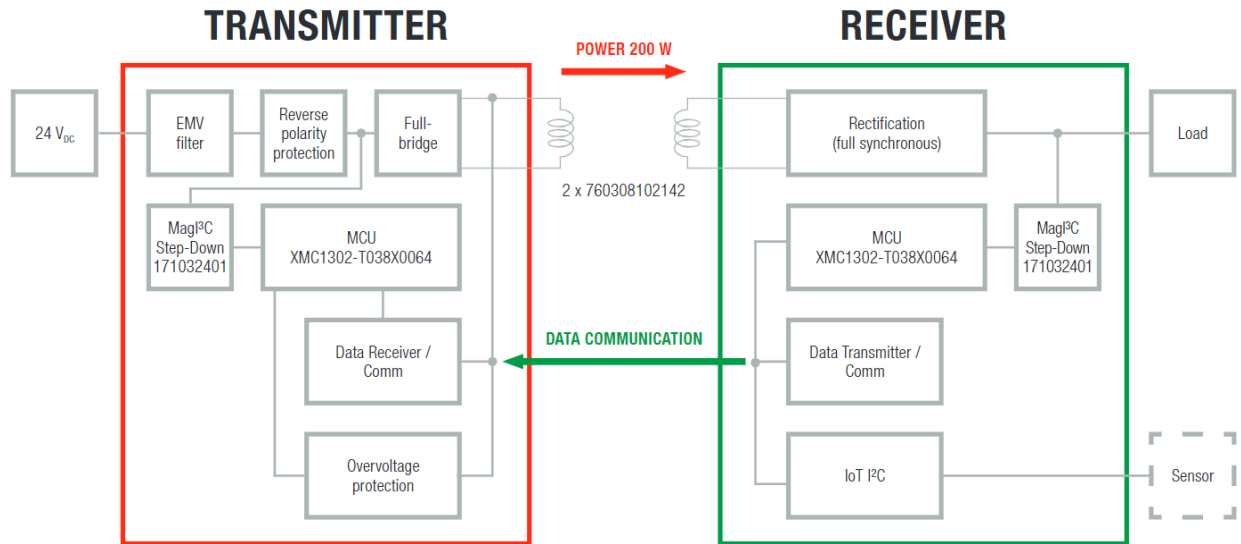 TRANSMITTER
RECEIVER
POWER 200 W
24 V_DC
EMV
filter
Reverse
polarity
protection
Full-
bridge
Rectification
(full synchronous)
Load
2 x 760308102142
MagI³C
Step-Down
171032401
MCU
XMC1302-T038X0064
MCU
XMC1302-T038X0064
MagI³C
Step-Down
171032401
DATA COMMUNICATION
Data Receiver /
Comm
Data Transmitter /
Comm
Overvoltage
protection
IoT I²C
Sensor